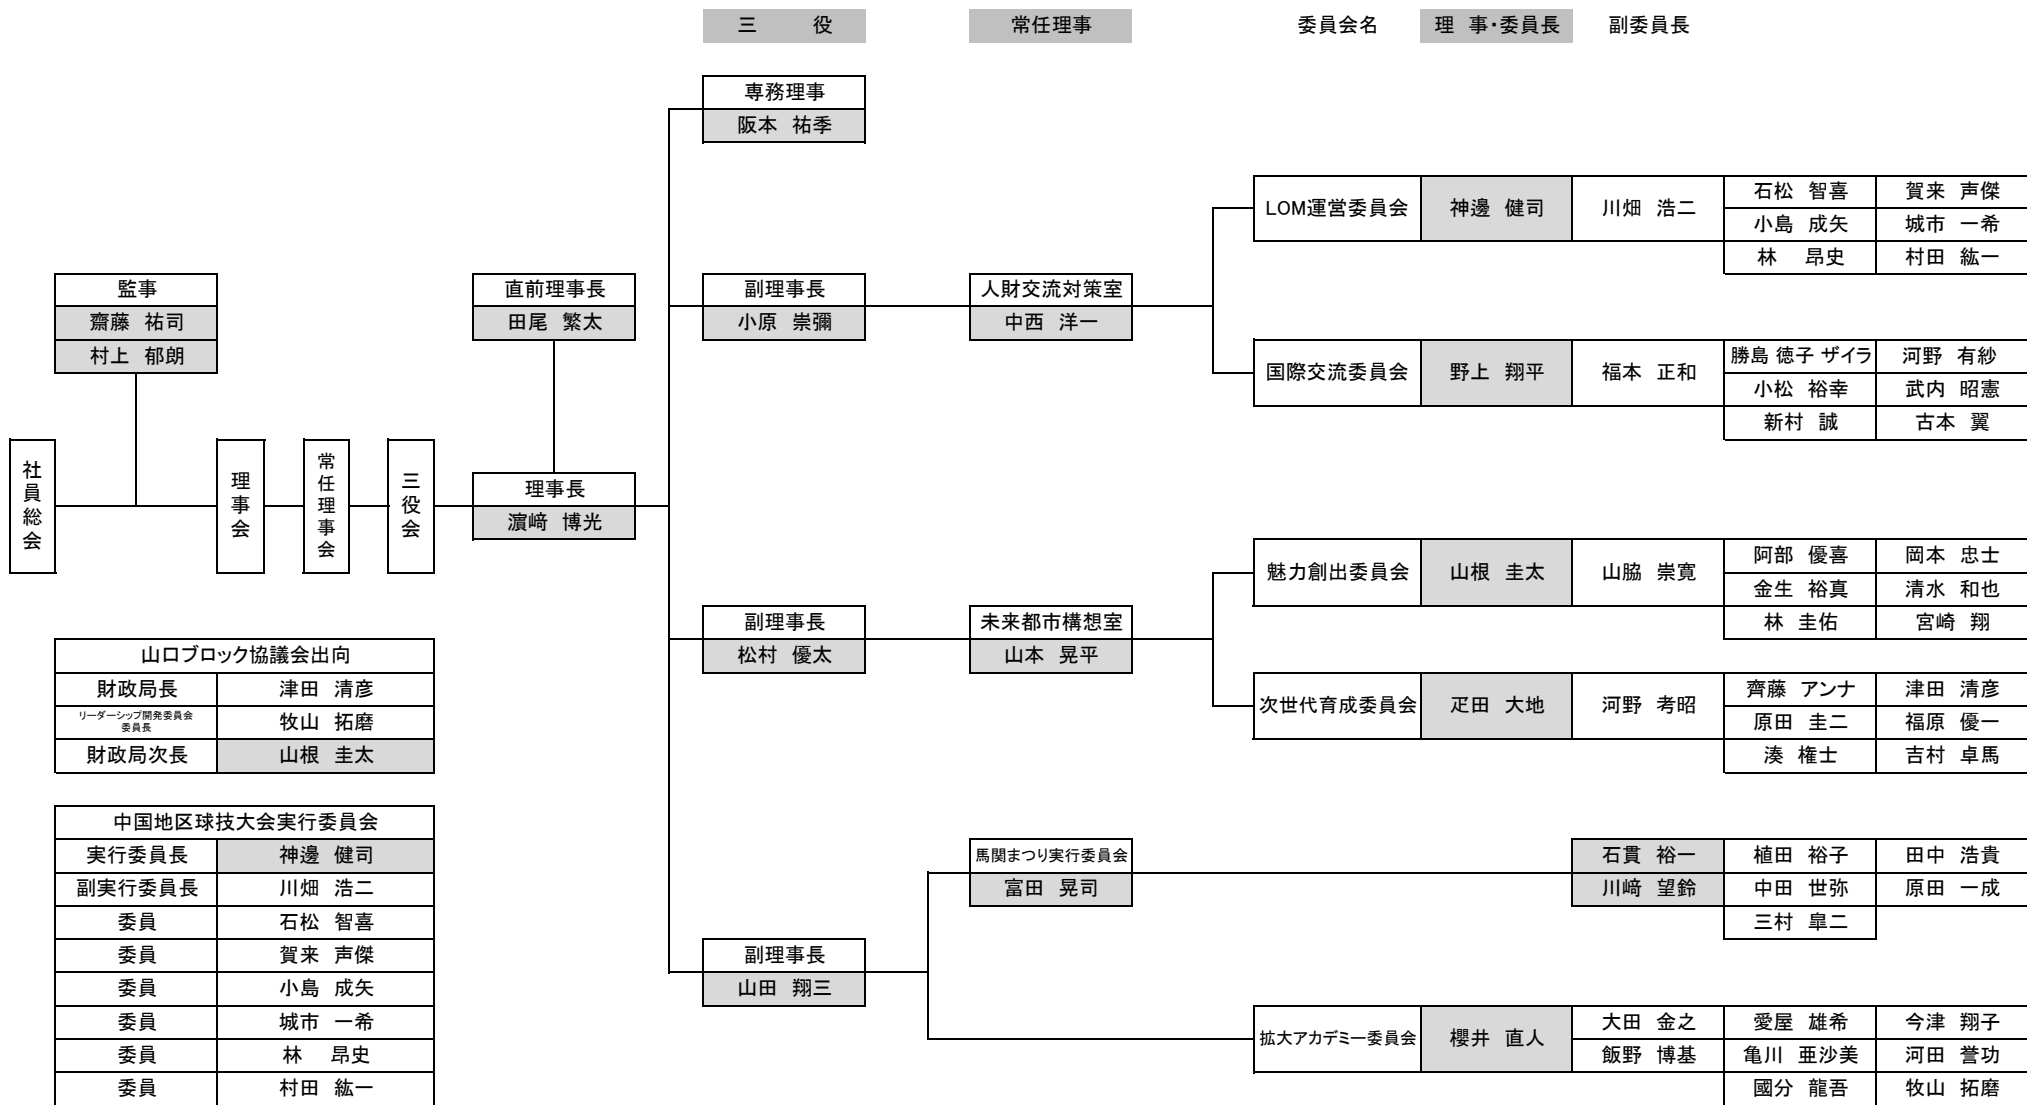 三 役 常任理事 委員会名 理 事・委員長 副委員長
専務理事
阪本 祐季
LOM運営委員会 神邊 健司 川畑 浩二
石松 智喜 賀来 声傑
小島 成矢 城市 一希
林 昂史 村田 紘一
監事
齋藤 祐司
村上 郁朗
直前理事長
田尾 繁太
副理事長
小原 崇彌
人財交流対策室
中西 洋一
国際交流委員会 野上 翔平 福本 正和
勝島 徳子 ザイラ 河野 有紗
小松 裕幸 武内 昭憲
新村 誠 古本 翼
社員総会
理事会
常任理事会
三役会
理事長
濵﨑 博光
魅力創出委員会 山根 圭太 山脇 崇寛
阿部 優喜 岡本 忠士
金生 裕真 清水 和也
林 圭佑 宮崎 翔
副理事長
松村 優太
未来都市構想室
山本 晃平
次世代育成委員会 疋田 大地 河野 考昭
齊藤 アンナ 津田 清彦
原田 圭二 福原 優一
湊 権士 吉村 卓馬
山口ブロック協議会出向
財政局長 津田 清彦
リーダーシップ開発委員会
委員長 牧山 拓磨
財政局次長 山根 圭太
中国地区球技大会実行委員会
実行委員長 神邊 健司
副実行委員長 川畑 浩二
委員 石松 智喜
委員 賀来 声傑
委員 小島 成矢
委員 城市 一希
委員 林 昂史
委員 村田 紘一
馬関まつり実行委員会
富田 晃司
石貫 裕一 植田 裕子 田中 浩貴
川﨑 望鈴 中田 世弥 原田 一成
三村 皐二
副理事長
山田 翔三
拡大アカデミー委員会 櫻井 直人
大田 金之 愛屋 雄希 今津 翔子
飯野 博基 亀川 亜沙美 河田 誉功
國分 龍吾 牧山 拓磨